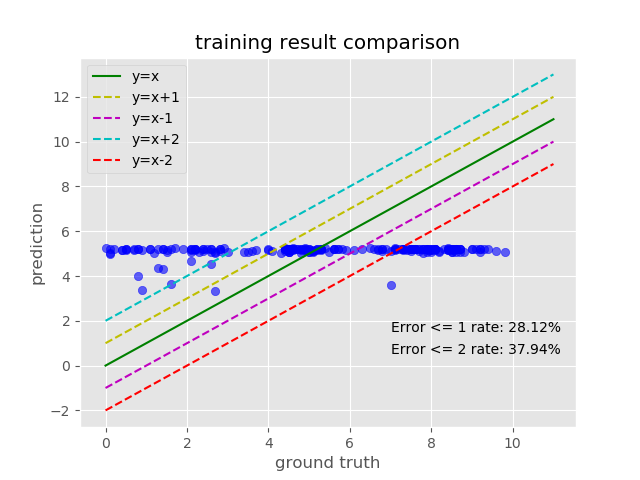 training result comparison
y=x
y=x+1
y=x-1
y=x+2
y=x-2
12
10
8
6
4
2
0
−2
prediction
Error <= 1 rate: 28.12%
Error <= 2 rate: 37.94%
0 2 4 6 8 10
ground truth